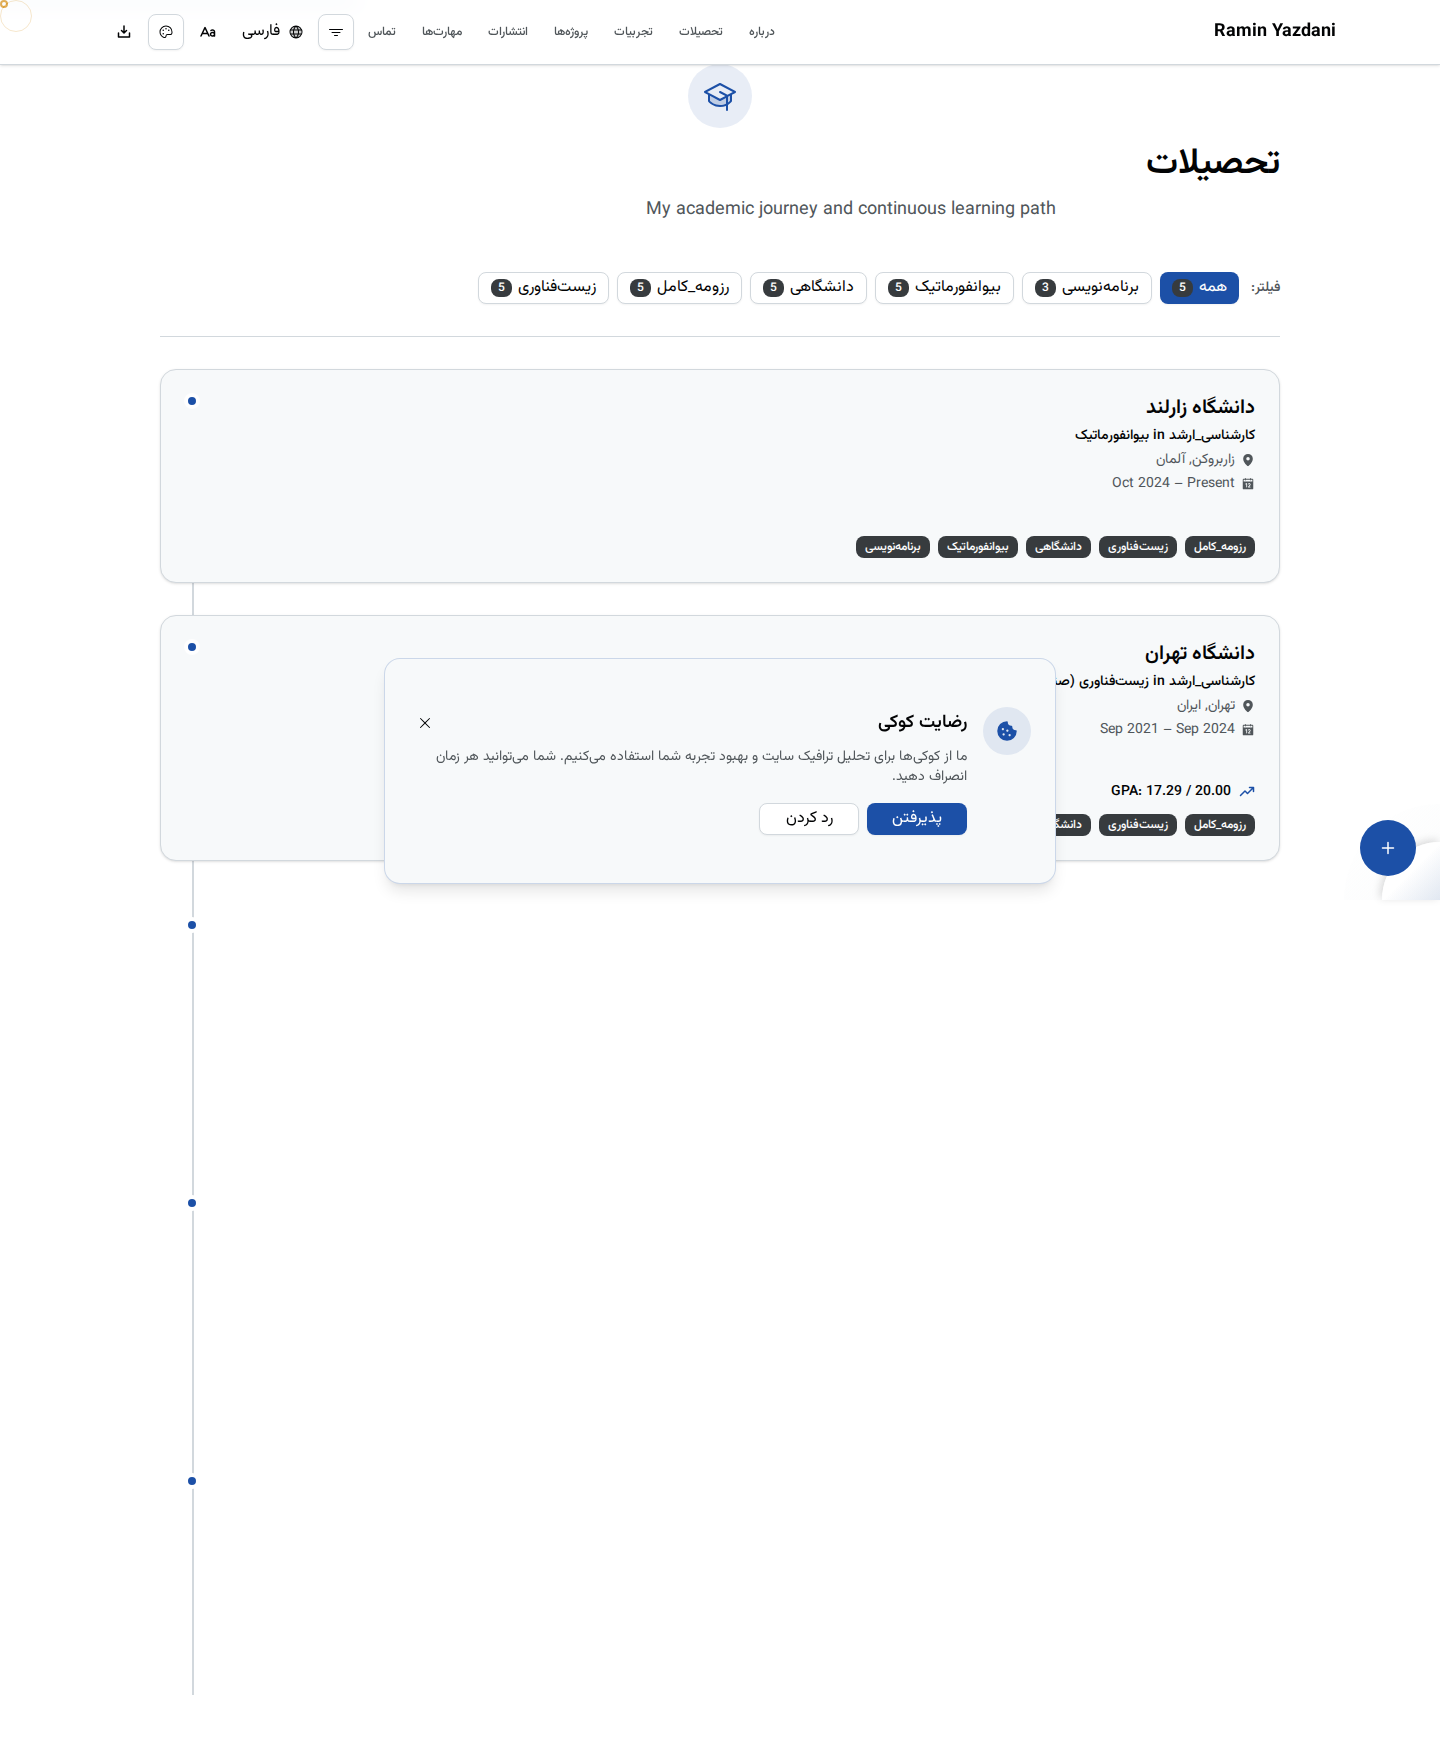 Ramin Yazdani
درباره
تحصیلات
تجربیات
پروژه‌ها
انتشارات
مهارت‌ها
تماس
فارسی
Aa
تحصیلات
My academic journey and continuous learning path
فیلتر:
همه 5
برنامه‌نویسی 3
بیوانفورماتیک 5
دانشگاهی 5
رزومه_کامل 5
زیست‌فناوری 5
دانشگاه زارلند
کارشناسی_ارشد in بیوانفورماتیک
زاربروکن, آلمان
Oct 2024 – Present
رزومه_کامل
زیست‌فناوری
دانشگاهی
بیوانفورماتیک
برنامه‌نویسی
دانشگاه تهران
کارشناسی_ارشد in زیست‌فناوری
تهران, ایران
Sep 2021 – Sep 2024
GPA: 17.29 / 20.00
رزومه_کامل
زیست‌فناوری
رضایت کوکی
ما از کوکی‌ها برای تحلیل ترافیک سایت و بهبود تجربه شما استفاده می‌کنیم. شما می‌توانید هر زمان
انصراف دهید.
پذیرفتن
رد کردن